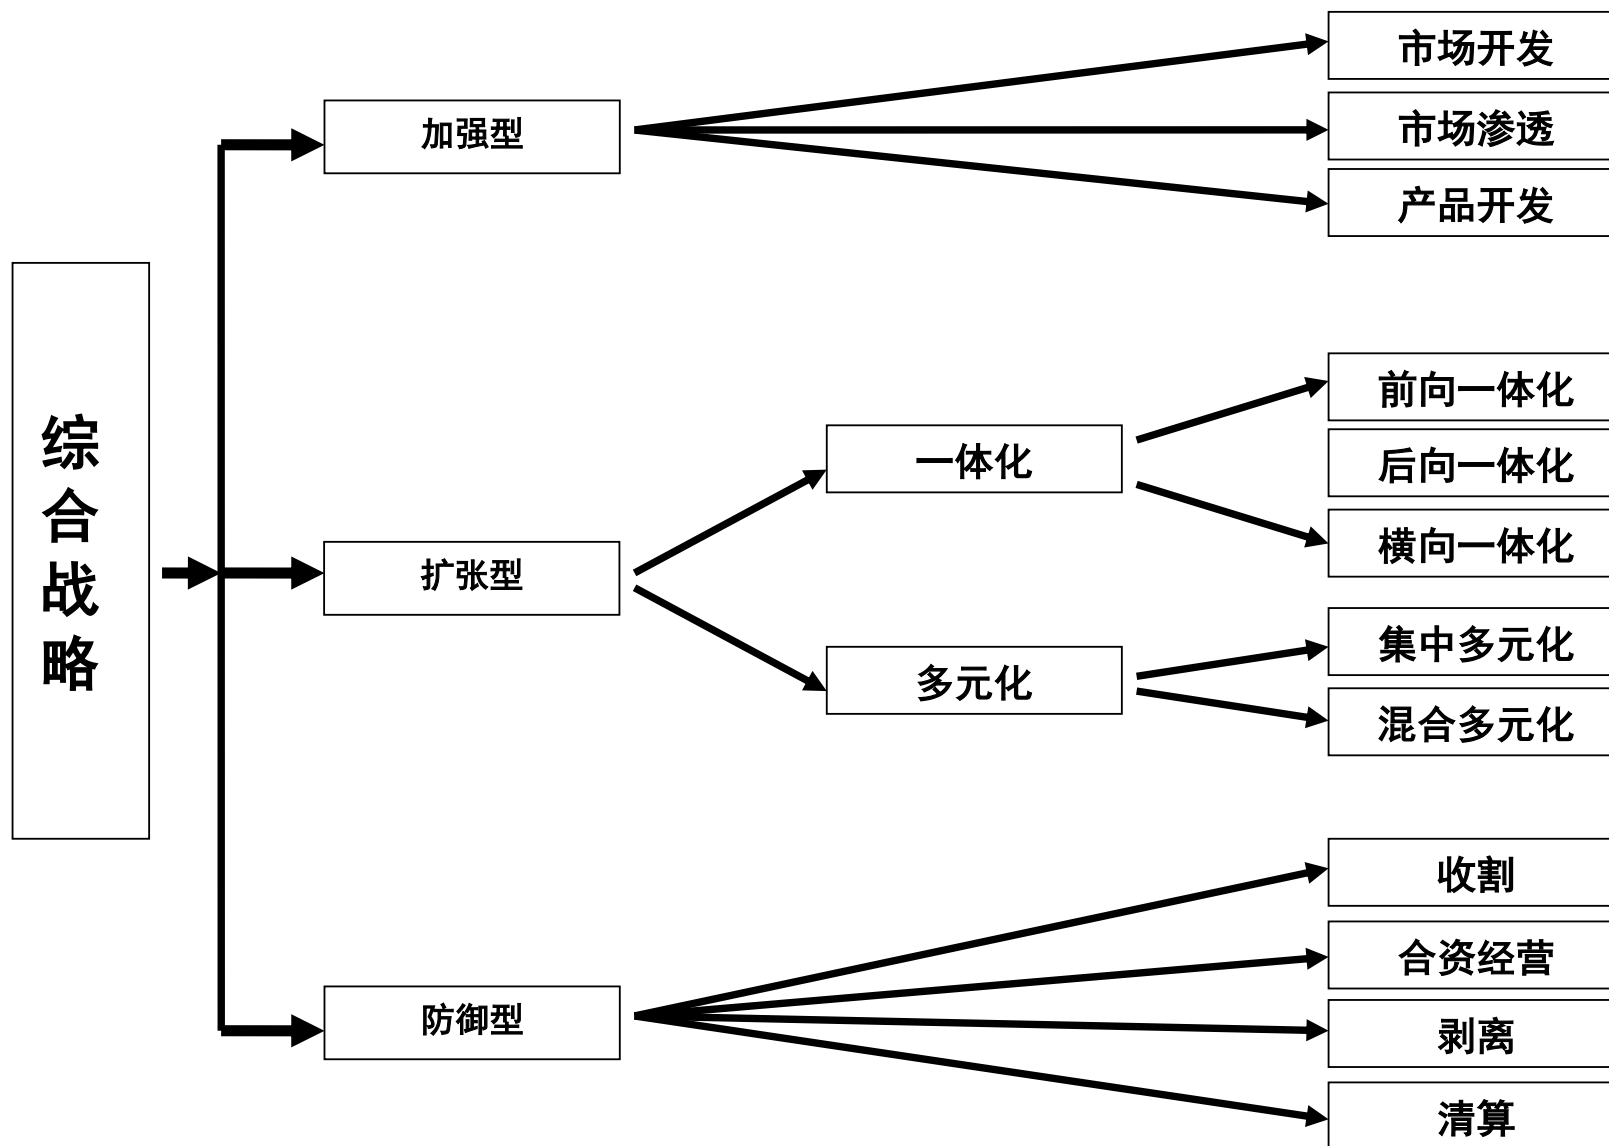 综
合
战
略
加强型
扩张型
防御型
一体化
多元化
市场开发
市场渗透
产品开发
前向一体化
后向一体化
横向一体化
集中多元化
混合多元化
收割
合资经营
剥离
清算